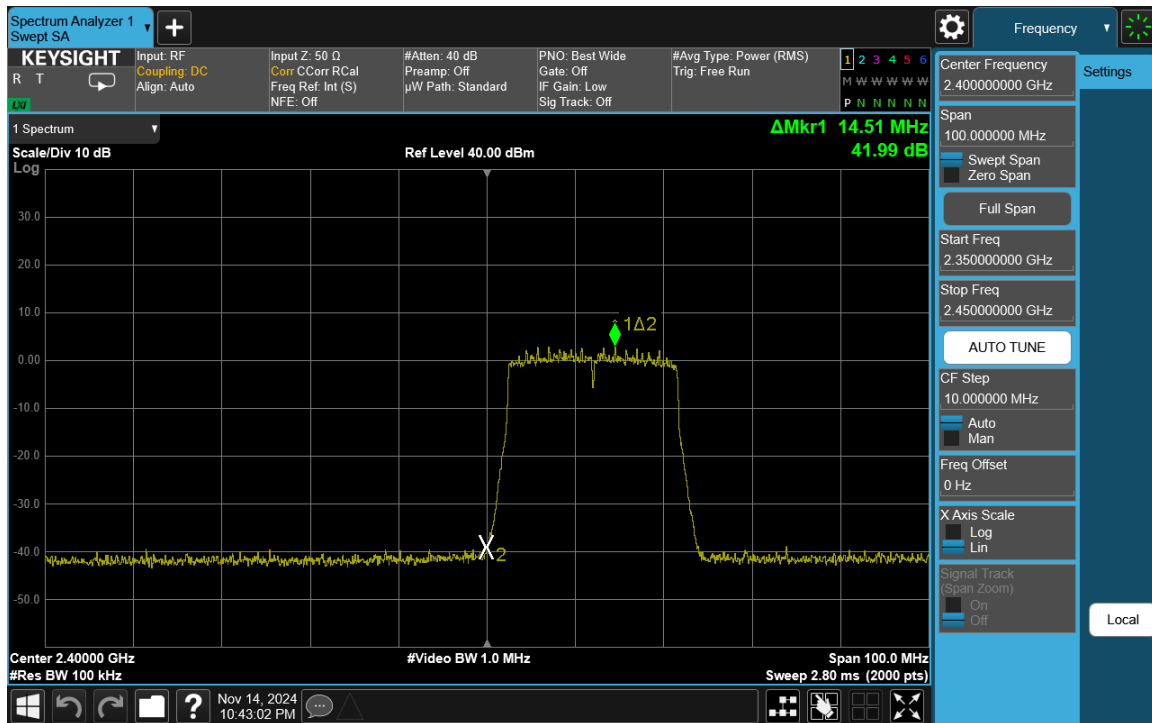 Spectrum Analyzer 1
Swept SA
+
Frequency
KEYSIGHT
R T
LXI
Input: RF
Coupling: DC
Align: Auto
Input Z: 50 Ω
Corr CCorr RCal
Freq Ref: Int (S)
NFE: Off
#Atten: 40 dB
Preamp: Off
µW Path: Standard
PNO: Best Wide
Gate: Off
IF Gain: Low
Sig Track: Off
#Avg Type: Power (RMS)
Trig: Free Run
1 2 3 4 5 6
M W W W W W
P N N N N N
1 Spectrum
Scale/Div 10 dB
Log
Ref Level 40.00 dBm
ΔMkr1 14.51 MHz
41.99 dB
30.0
20.0
10.0
0.00
-10.0
-20.0
-30.0
-40.0
-50.0
1Δ2
X2
Center 2.40000 GHz
#Video BW 1.0 MHz
Span 100.0 MHz
#Res BW 100 kHz
Sweep 2.80 ms (2000 pts)
?
Nov 14, 2024
10:43:02 PM
Center Frequency
2.400000000 GHz
Span
100.000000 MHz
Swept Span
Zero Span
Full Span
Start Freq
2.350000000 GHz
Stop Freq
2.450000000 GHz
AUTO TUNE
CF Step
10.000000 MHz
Auto
Man
Freq Offset
0 Hz
X Axis Scale
Log
Lin
Signal Track
(Span Zoom)
On
Off
Settings
Local